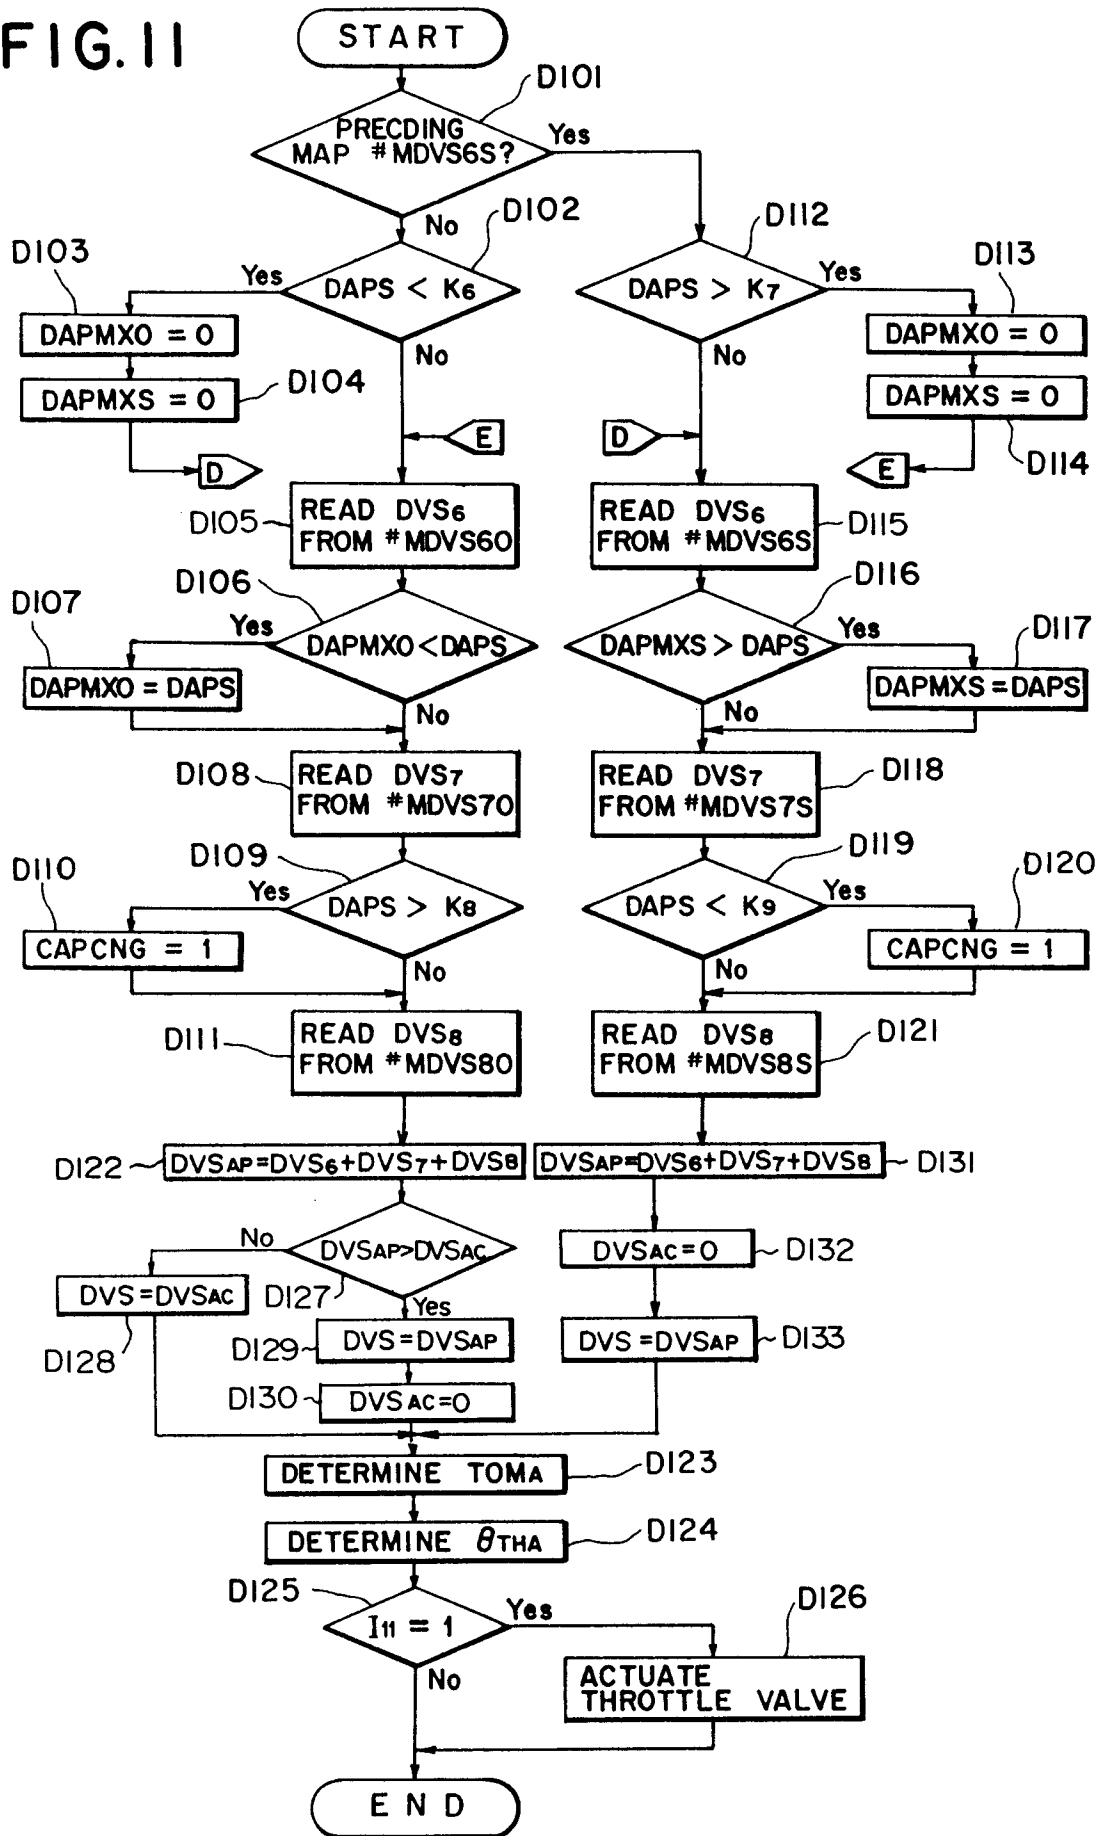 FIG. 11
START
D101
PRECDING
MAP #MDVS6S?
Yes
No
D102
D112
D103
Yes
DAPS < K6
DAPS > K7
Yes
D113
DAPMXO = 0
No
No
DAPMXO = 0
DAPMXS = 0
D104
DAPMXS = 0
D114
E
D
D
E
D105
READ DVS6
FROM #MDVS6O
READ DVS6
FROM #MDVS6S
D115
D106
D116
D107
Yes
DAPMXO < DAPS
DAPMXS > DAPS
Yes
D117
DAPMXO = DAPS
DAPMXS = DAPS
No
No
D108
READ DVS7
FROM #MDVS7O
READ DVS7
FROM #MDVS7S
D118
D109
D119
D110
Yes
DAPS > K8
DAPS < K9
Yes
D120
CAPCNG = 1
CAPCNG = 1
No
No
D111
READ DVS8
FROM #MDVS8O
READ DVS8
FROM #MDVS8S
D121
D122
DVSAP=DVS6+DVS7+DVS8
DVSAP=DVS6+DVS7+DVS8
D131
No
DVSAP>DVSAC
DVSAC=0
D132
DVS=DVSAC
D127
Yes
D128
D129
DVS=DVSAP
DVS=DVSAP
D133
D130
DVSAC=0
DETERMINE TOMA
D123
DETERMINE θTHA
D124
D125
I11 = 1
Yes
D126
No
ACTUATE
THROTTLE VALVE
END